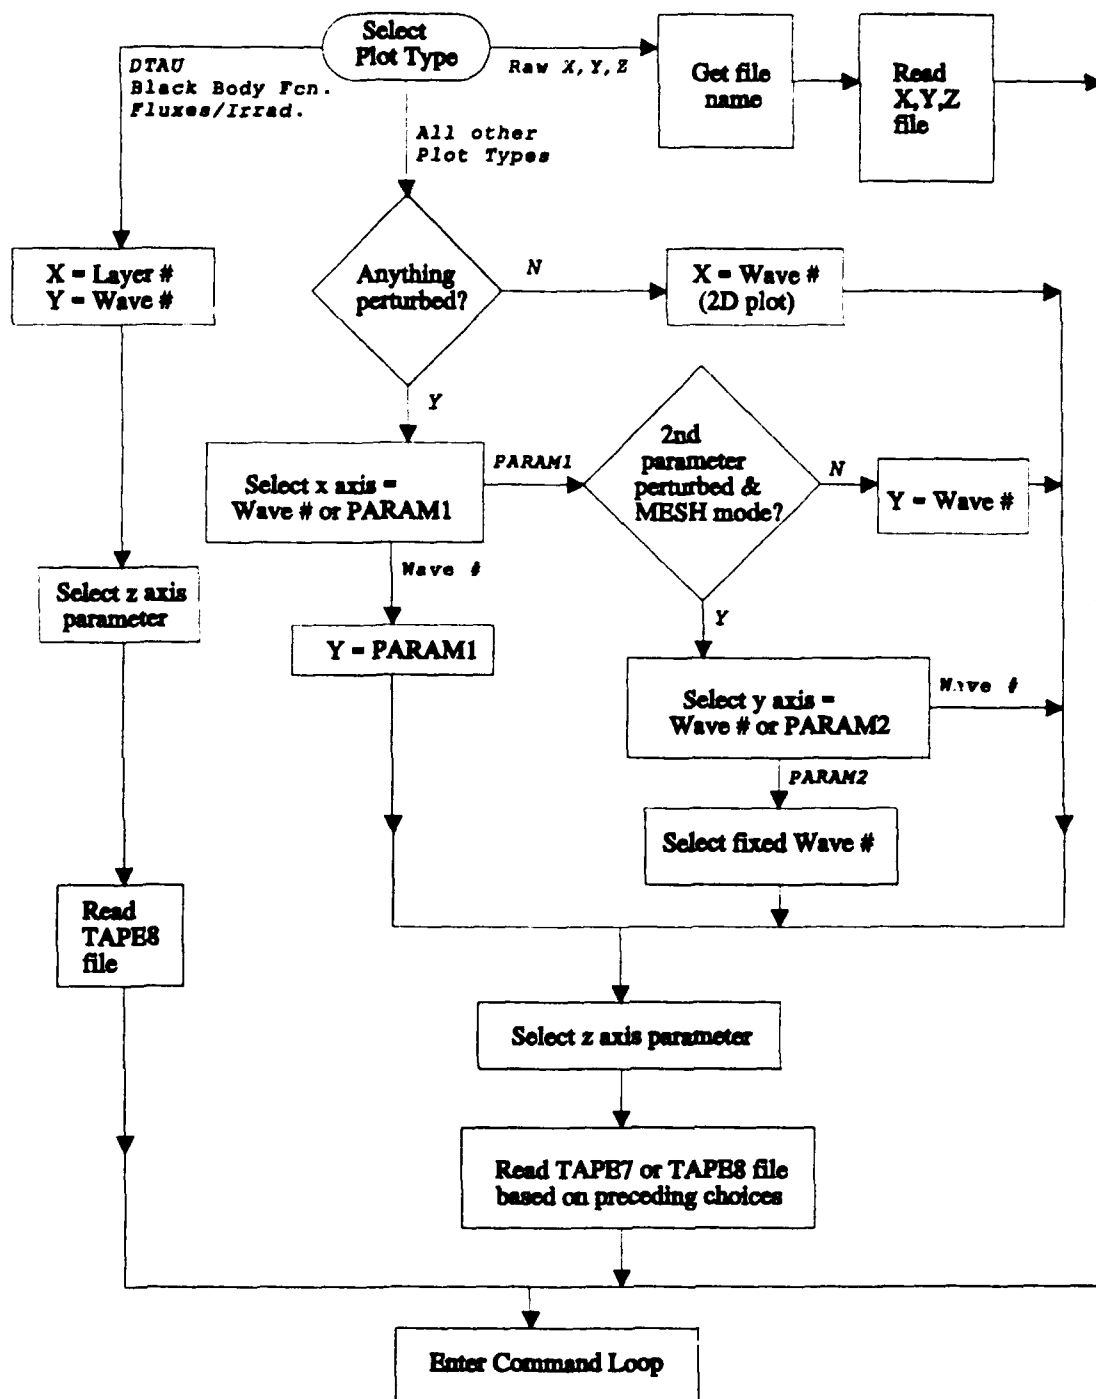 Select
Plot Type
DTAU
Black Body Fcn.
Fluxes/Irrad.
Raw X,Y,Z
Get file
name
Read
X,Y,Z
file
All other
Plot Types
X = Layer #
Y = Wave #
Anything
perturbed?
N
X = Wave #
(2D plot)
Y
Select x axis =
Wave # or PARAM1
PARAM1
2nd
parameter
perturbed &
MESH mode?
N
Y = Wave #
Wave #
Select z axis
parameter
Y = PARAM1
Y
Select y axis =
Wave # or PARAM2
Wave #
PARAM2
Select fixed Wave #
Read
TAPE8
file
Select z axis parameter
Read TAPE7 or TAPE8 file
based on preceding choices
Enter Command Loop